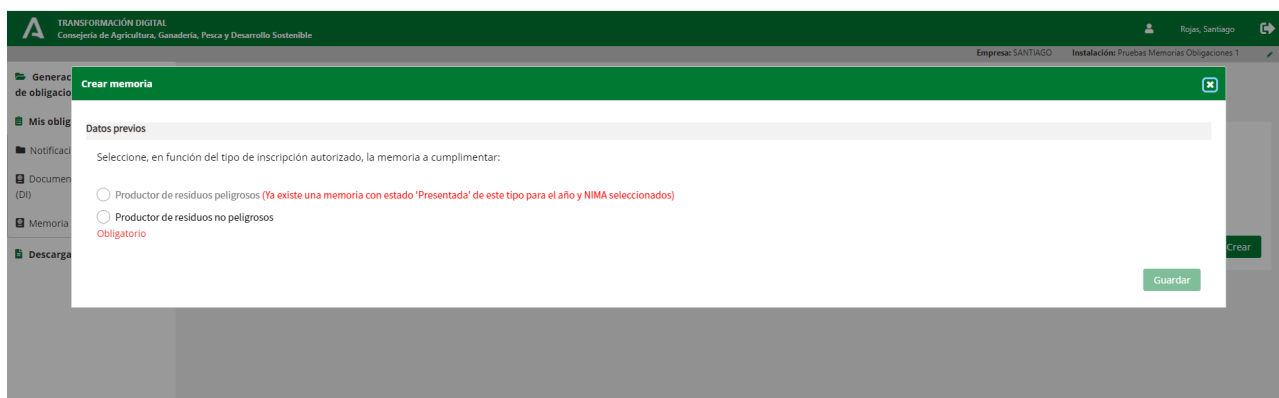 TRANSFORMACIÓN DIGITAL
Consejería de Agricultura, Ganadería, Pesca y Desarrollo Sostenible
Rojas, Santiago
Empresa: SANTIAGO Instalación: Pruebas Memorias Obligaciones 1
Generac
de obligacio
Mis oblig
Notificaci
Documen
(DI)
Memoria
Descarga
Crear memoria
Datos previos
Seleccione, en función del tipo de inscripción autorizado, la memoria a cumplimentar:
Productor de residuos peligrosos (Ya existe una memoria con estado 'Presentada' de este tipo para el año y NIMA seleccionados)
Productor de residuos no peligrosos
Obligatorio
Crear
Guardar